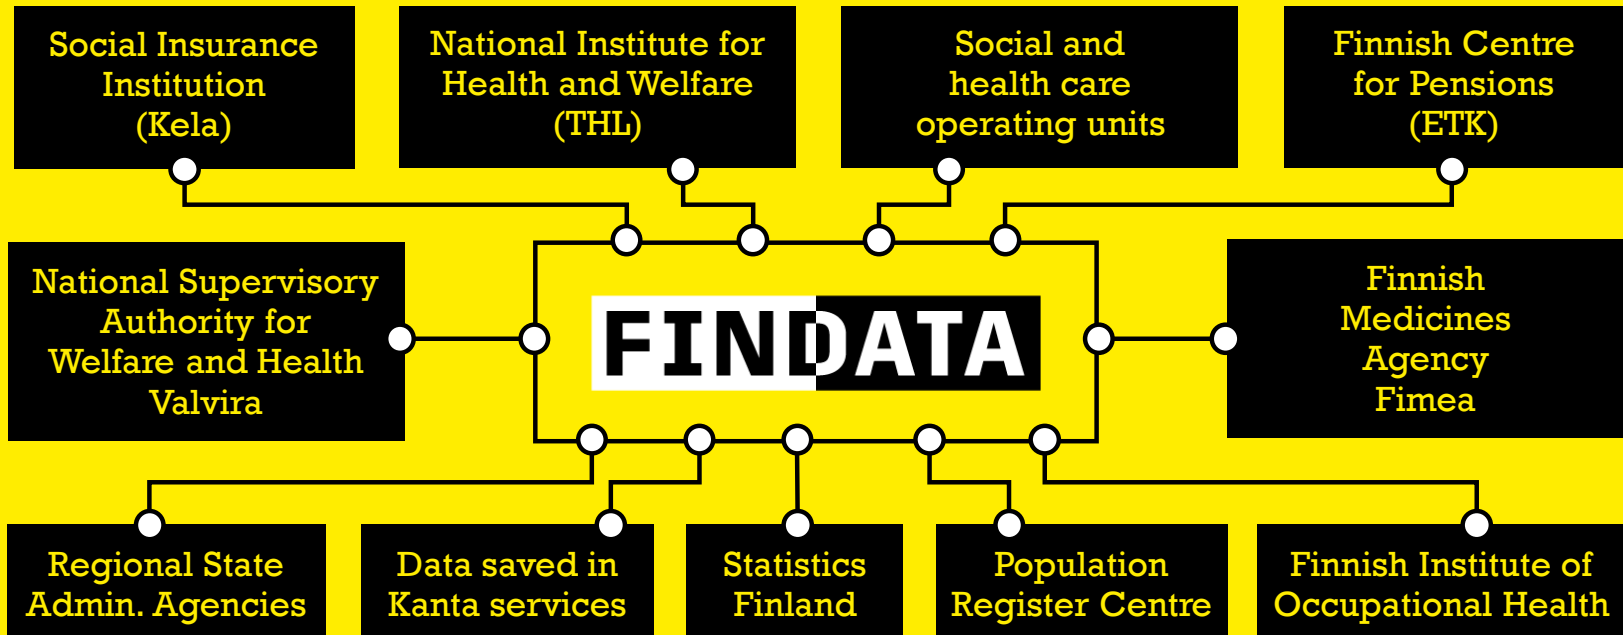 Social Insurance
Institution
(Kela)
National Institute for
Health and Welfare
(THL)
Social and
health care
operating units
Finnish Centre
for Pensions
(ETK)
National Supervisory
Authority for
Welfare and Health
Valvira
FINDATA
Finnish
Medicines
Agency
Fimea
Regional State
Admin. Agencies
Data saved in
Kanta services
Statistics
Finland
Population
Register Centre
Finnish Institute of
Occupational Health